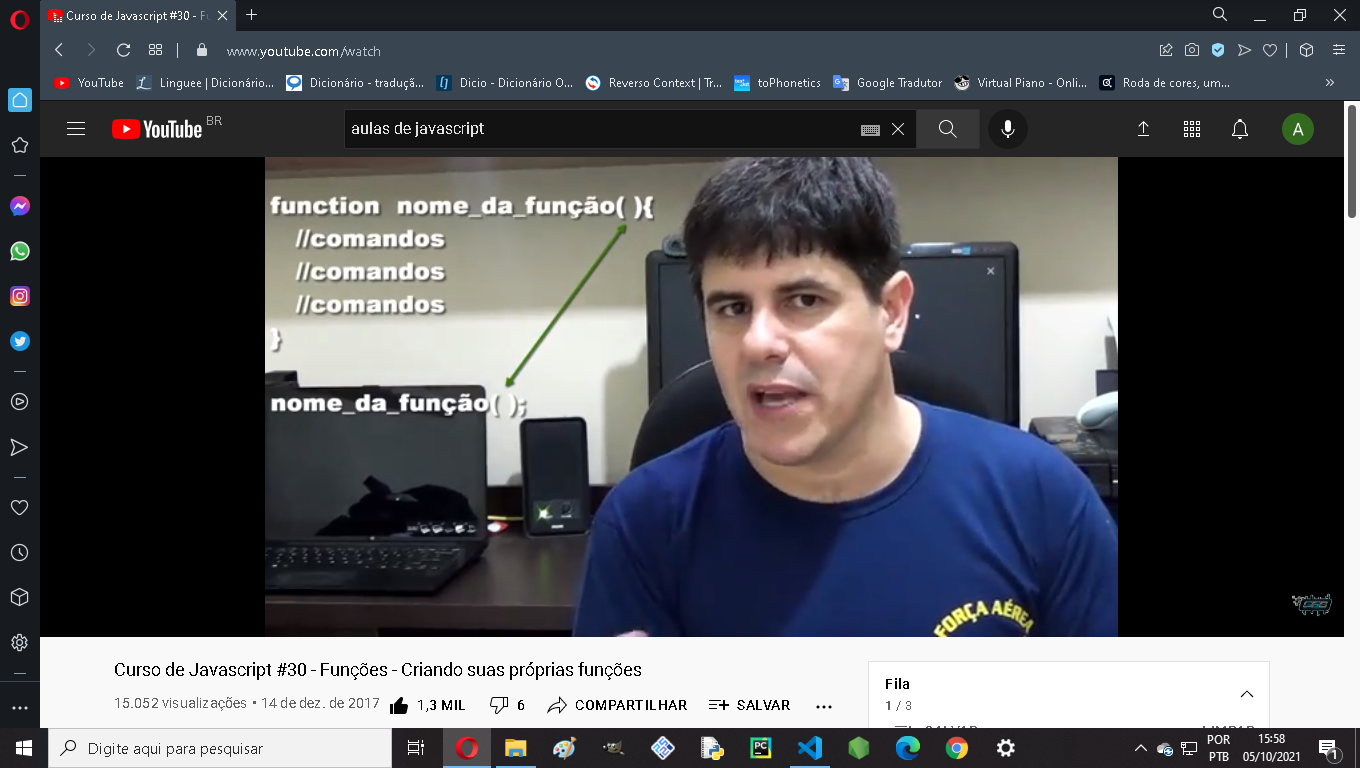 Curso de Javascript #30 - Fu
www.youtube.com/watch
YouTube
Linguee | Dicionário...
Dicionário - traduçã...
Dicio - Dicionário O...
Reverso Context | Tr...
toPhonetics
Google Tradutor
Virtual Piano - Onli...
Roda de cores, um...
YouTube BR
aulas de javascript
A
function nome_da_função( ){
//comandos
//comandos
//comandos
}
nome_da_função( );
FORÇA AÉREA
Curso de Javascript #30 - Funções - Criando suas próprias funções
15.052 visualizações • 14 de dez. de 2017
1,3 MIL
6
COMPARTILHAR
SALVAR
Fila
1 / 3
Digite aqui para pesquisar
PC
POR
PTB
15:58
05/10/2021
1